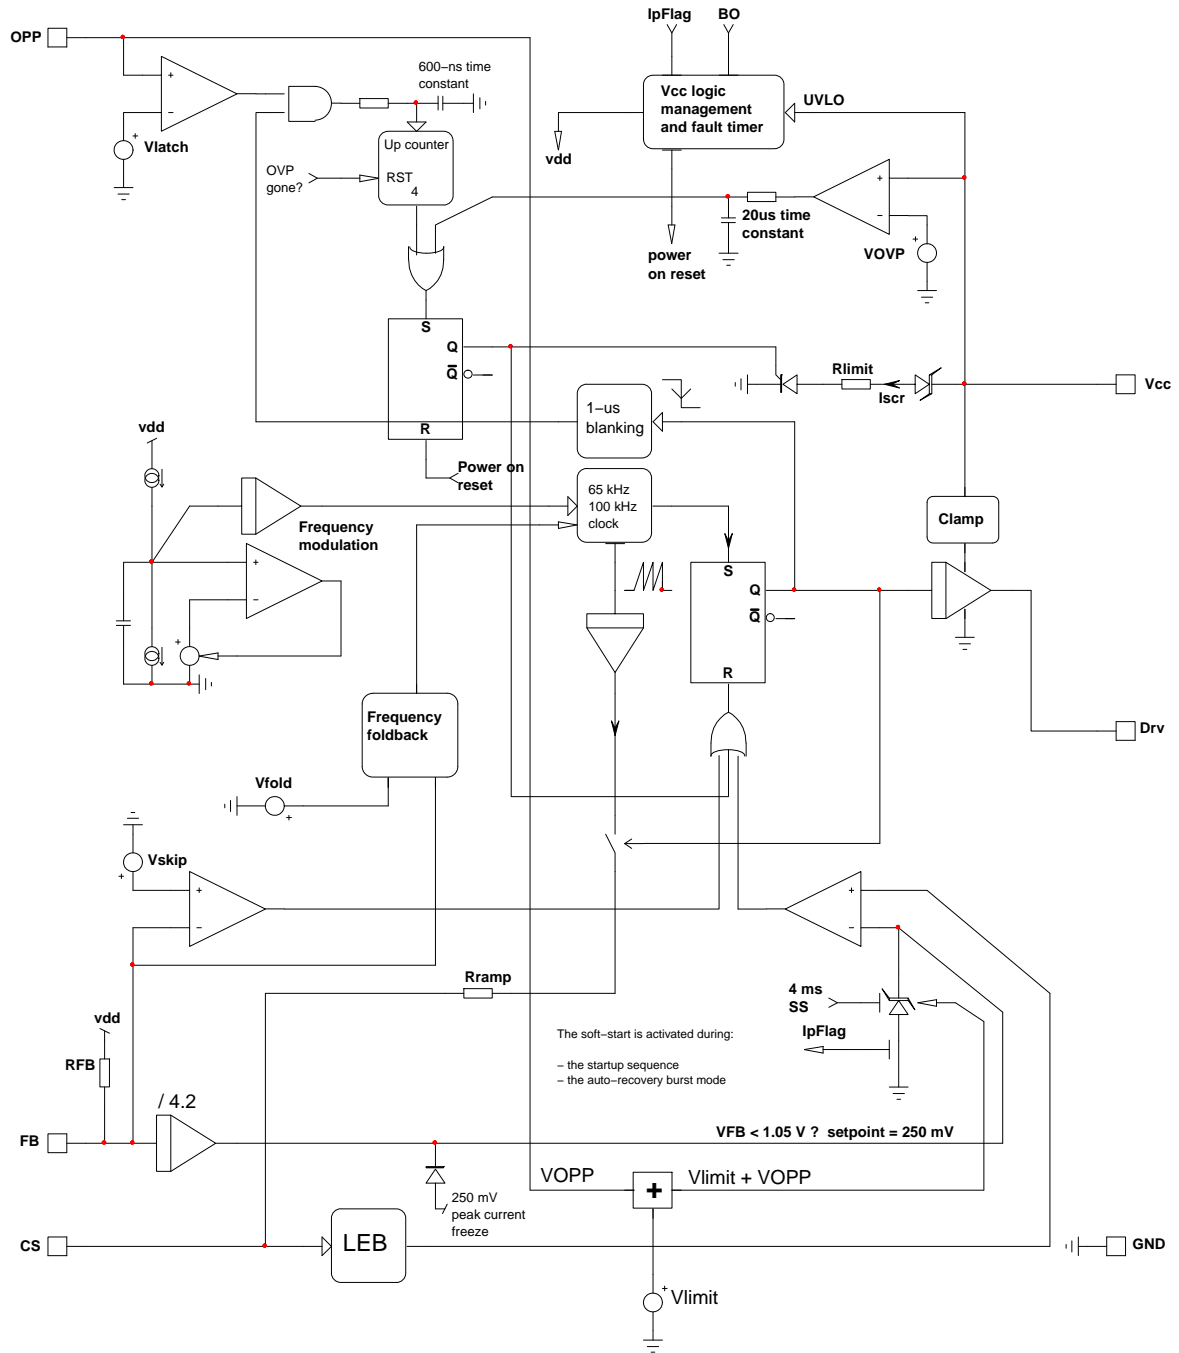 IpFlag
BO
OPP
600–ns time
constant
+
–
Vcc logic
management
and fault timer
UVLO
+
Vlatch
Up counter
RST
4
vdd
OVP
gone?
+
–
20us time
constant
+
VOVP
power
on reset
S
Q
Q
R
Rlimit
Iscr
Vcc
1–us
blanking
vdd
Power on
reset
65 kHz
100 kHz
clock
Frequency
modulation
Clamp
+
–
+
S
Q
Q
R
Frequency
foldback
Drv
Vfold
+
Vskip
+
+
–
+
–
Rramp
4 ms
SS
vdd
The soft–start is activated during:
IpFlag
RFB
– the startup sequence
– the auto–recovery burst mode
/ 4.2
FB
VFB < 1.05 V ? setpoint = 250 mV
VOPP
+
Vlimit + VOPP
250 mV
peak current
freeze
CS
LEB
GND
+
Vlimit